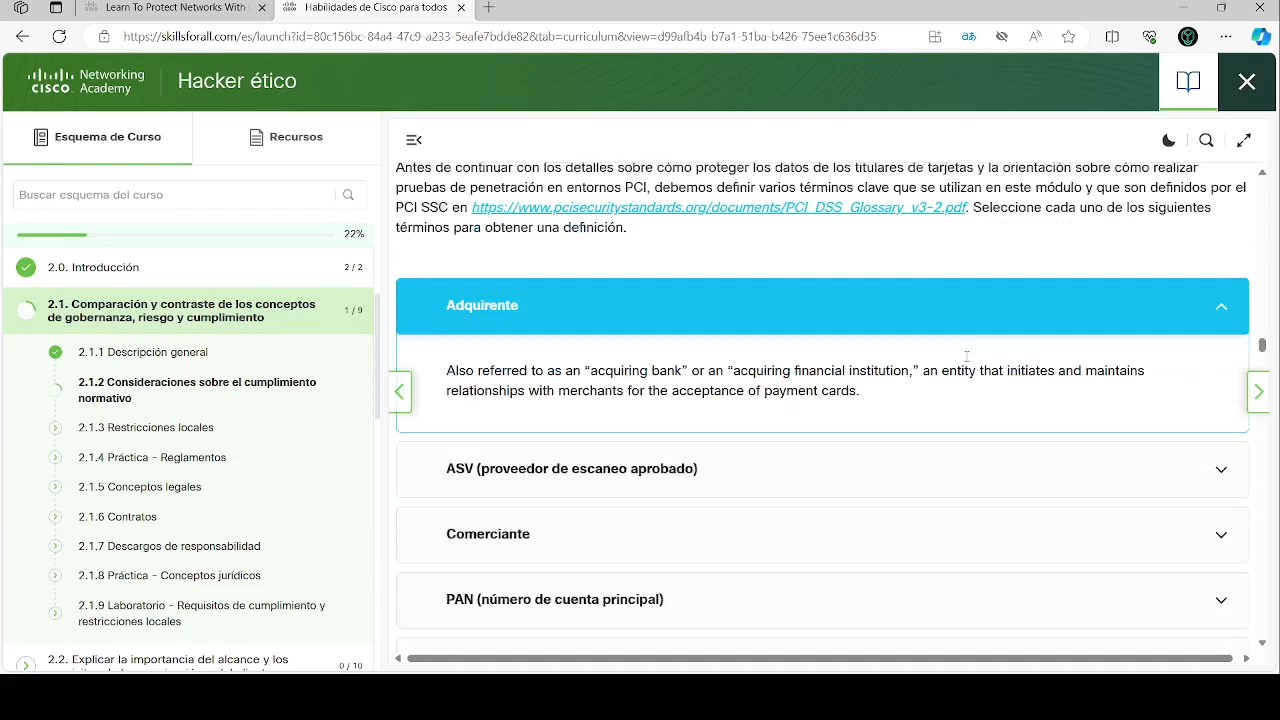 Learn To Protect Networks With
Habilidades de Cisco para todos
https://skillsforall.com/es/launch?id=80c156bc-84a4-47c9-a233-5eafe7bdde82&tab=curriculum&view=d99afb4b-b7a1-51ba-b426-75ee1c636d35
CISCO Networking Academy
Hacker ético
Esquema de Curso
Recursos
Buscar esquema del curso
22%
2.0. Introducción 2 / 2
2.1. Comparación y contraste de los conceptos
de gobernanza, riesgo y cumplimiento 1 / 9
2.1.1 Descripción general
2.1.2 Consideraciones sobre el cumplimiento
normativo
2.1.3 Restricciones locales
2.1.4 Práctica - Reglamentos
2.1.5 Conceptos legales
2.1.6 Contratos
2.1.7 Descargos de responsabilidad
2.1.8 Práctica - Conceptos jurídicos
2.1.9 Laboratorio - Requisitos de cumplimiento y
restricciones locales
2.2. Explicar la importancia del alcance y los 0 / 10
Antes de continuar con los detalles sobre cómo proteger los datos de los titulares de tarjetas y la orientación sobre cómo realizar
pruebas de penetración en entornos PCI, debemos definir varios términos clave que se utilizan en este módulo y que son definidos por el
PCI SSC en https://www.pcisecuritystandards.org/documents/PCI_DSS_Glossary_v3-2.pdf. Seleccione cada uno de los siguientes
términos para obtener una definición.
Adquirente
Also referred to as an “acquiring bank” or an “acquiring financial institution,” an entity that initiates and maintains
relationships with merchants for the acceptance of payment cards.
ASV (proveedor de escaneo aprobado)
Comerciante
PAN (número de cuenta principal)